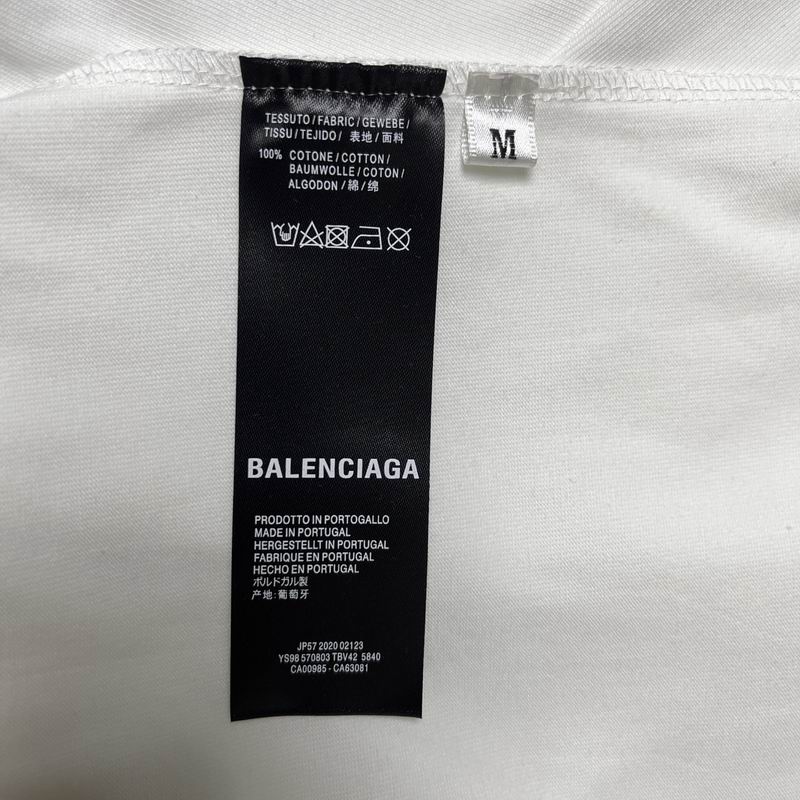 TESSUTO / FABRIC / GEWEBE /
TISSU / TEJIDO / 表地 / 面料
100% COTONE / COTTON /
BAUMWOLLE / COTON /
ALGODON / 綿 / 绵
M
BALENCIAGA
PRODOTTO IN PORTOGALLO
MADE IN PORTUGAL
HERGESTELLT IN PORTUGAL
FABRIQUE EN PORTUGAL
HECHO EN PORTUGAL
ポルドガル製
产地:葡萄牙
JP57 2020 02123
YS98 570803 TBV42 5840
CA00985 - CA63081